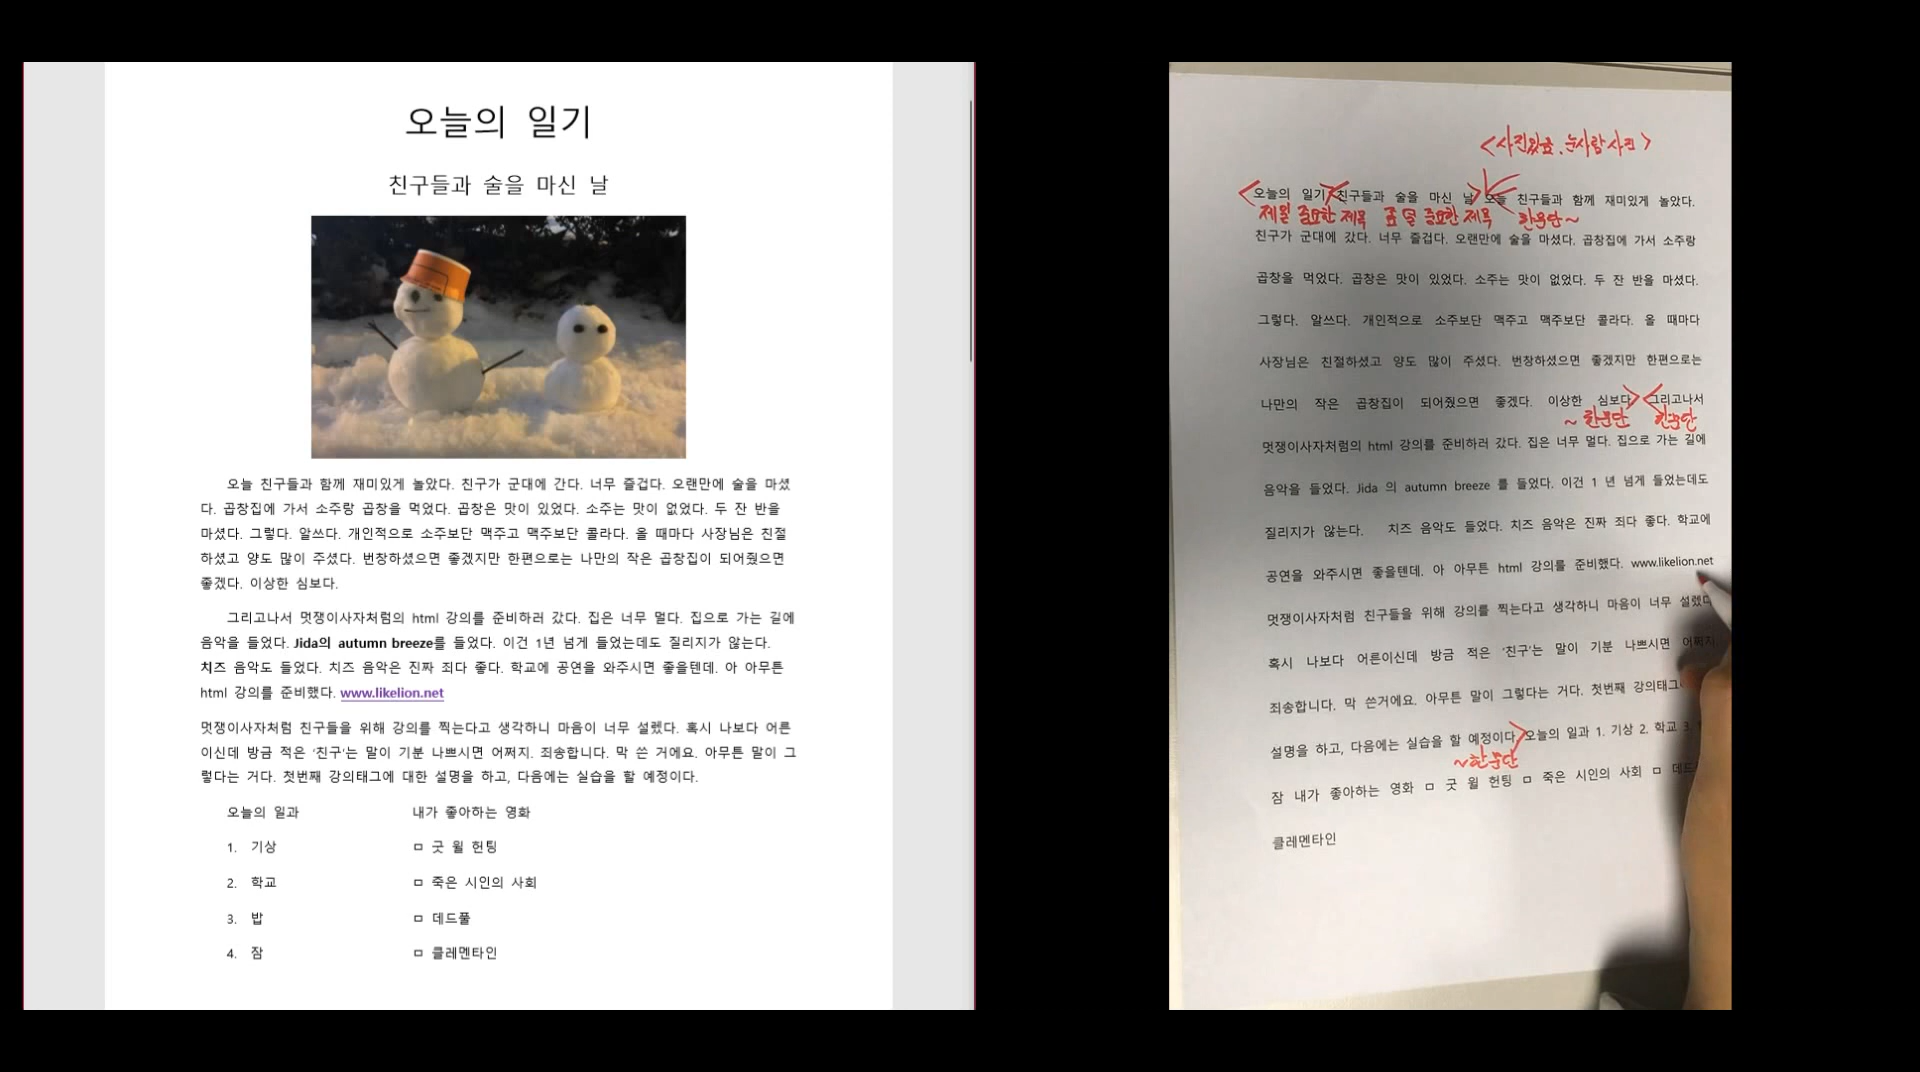 오늘의 일기
친구들과 술을 마신 날
오늘 친구들과 함께 재미있게 놀았다. 친구가 군대에 간다. 너무 즐겁다. 오랜만에 술을 마셨
다. 곱창집에 가서 소주랑 곱창을 먹었다. 곱창은 맛이 있었다. 소주는 맛이 없었다. 두 잔 반을
마셨다. 그렇다. 알쓰다. 개인적으로 소주보단 맥주고 맥주보단 콜라다. 올 때마다 사장님은 친절
하셨고 양도 많이 주셨다. 번창하셨으면 좋겠지만 한편으로는 나만의 작은 곱창집이 되어줬으면
좋겠다. 이상한 심보다.
그리고나서 멋쟁이사자처럼의 html 강의를 준비하러 갔다. 집은 너무 멀다. 집으로 가는 길에
음악을 들었다. Jida의 autumn breeze를 들었다. 이건 1년 넘게 들었는데도 질리지가 않는다.
치즈 음악도 들었다. 치즈 음악은 진짜 죄다 좋다. 학교에 공연을 와주시면 좋을텐데. 아 아무튼
html 강의를 준비했다. www.likelion.net
멋쟁이사자처럼 친구들을 위해 강의를 찍는다고 생각하니 마음이 너무 설렜다. 혹시 나보다 어른
이신데 방금 적은 '친구'는 말이 기분 나쁘시면 어쩌지. 죄송합니다. 막 쓴 거에요. 아무튼 말이 그
렇다는 거다. 첫번째 강의태그에 대한 설명을 하고, 다음에는 실습을 할 예정이다.
오늘의 일과 내가 좋아하는 영화
1. 기상 ㅁ 굿 윌 헌팅
2. 학교 ㅁ 죽은 시인의 사회
3. 밥 ㅁ 데드풀
4. 잠 ㅁ 클레멘타인
<사진있음. 눈사람 사진>
오늘의 일기 친구들과 술을 마신 날 오늘 친구들과 함께 재미있게 놀았다.
제일 중요한 제목 좀 덜 중요한 제목 한문단~
친구가 군대에 갔다. 너무 즐겁다. 오랜만에 술을 마셨다. 곱창집에 가서 소주랑
곱창을 먹었다. 곱창은 맛이 있었다. 소주는 맛이 없었다. 두 잔 반을 마셨다.
그렇다. 알쓰다. 개인적으로 소주보단 맥주고 맥주보단 콜라다. 올 때마다
사장님은 친절하셨고 양도 많이 주셨다. 번창하셨으면 좋겠지만 한편으로는
나만의 작은 곱창집이 되어줬으면 좋겠다. 이상한 심보다. 그리고나서
~한문단 한문단
멋쟁이사자처럼의 html 강의를 준비하러 갔다. 집은 너무 멀다. 집으로 가는 길에
음악을 들었다. Jida 의 autumn breeze 를 들었다. 이건 1 년 넘게 들었는데도
질리지가 않는다. 치즈 음악도 들었다. 치즈 음악은 진짜 죄다 좋다. 학교에
공연을 와주시면 좋을텐데. 아 아무튼 html 강의를 준비했다. www.likelion.net
멋쟁이사자처럼 친구들을 위해 강의를 찍는다고 생각하니 마음이 너무 설렜다
혹시 나보다 어른이신데 방금 적은 '친구'는 말이 기분 나쁘시면 어쩌지.
죄송합니다. 막 쓴거에요. 아무튼 말이 그렇다는 거다. 첫번째 강의태그
설명을 하고, 다음에는 실습을 할 예정이다. 오늘의 일과 1. 기상 2. 학교 3.
~한문단
잠 내가 좋아하는 영화 ㅁ 굿 윌 헌팅 ㅁ 죽은 시인의 사회 ㅁ
클레멘타인